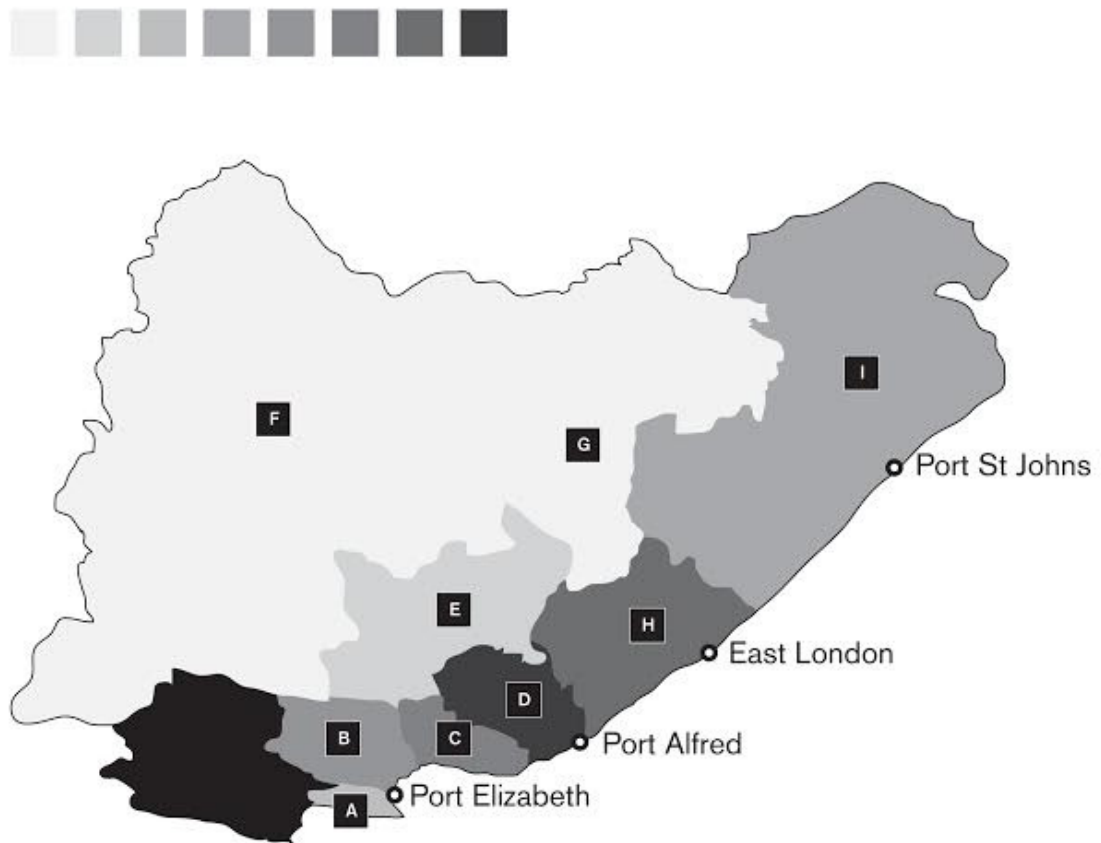 I
F
G
Port St Johns
E
H
East London
D
B
C
Port Alfred
A
Port Elizabeth